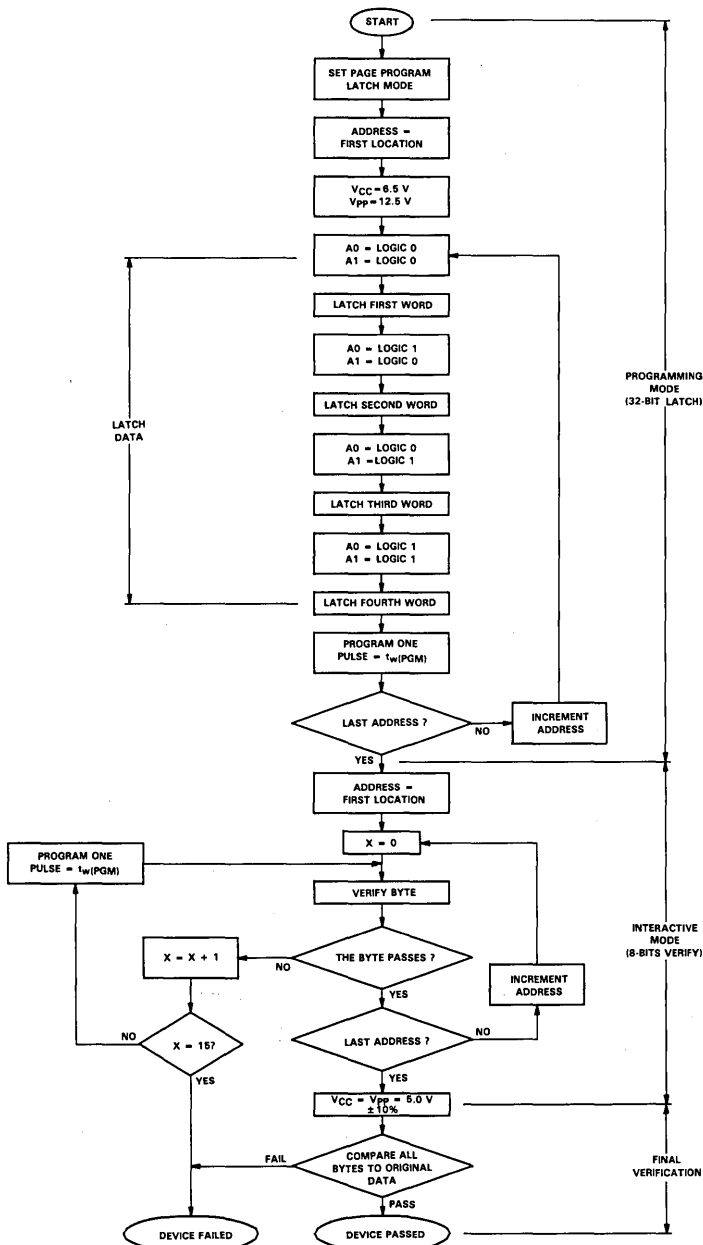 START
SET PAGE PROGRAM
LATCH MODE
ADDRESS =
FIRST LOCATION
VCC = 6.5 V
VPP = 12.5 V
A0 = LOGIC 0
A1 = LOGIC 0
LATCH FIRST WORD
A0 = LOGIC 1
A1 = LOGIC 0
LATCH SECOND WORD
A0 = LOGIC 0
A1 = LOGIC 1
LATCH THIRD WORD
A0 = LOGIC 1
A1 = LOGIC 1
LATCH FOURTH WORD
LATCH
DATA
PROGRAMMING
MODE
(32-BIT LATCH)
PROGRAM ONE
PULSE = tw(PGM)
LAST ADDRESS ?
NO
INCREMENT
ADDRESS
YES
ADDRESS =
FIRST LOCATION
X = 0
PROGRAM ONE
PULSE = tw(PGM)
VERIFY BYTE
THE BYTE PASSES ?
NO
X = X + 1
YES
INCREMENT
ADDRESS
INTERACTIVE
MODE
(8-BITS VERIFY)
NO
X = 15?
YES
LAST ADDRESS ?
NO
YES
VCC = VPP = 5.0 V
±10%
FAIL
COMPARE ALL
BYTES TO ORIGINAL
DATA
PASS
FINAL
VERIFICATION
DEVICE FAILED
DEVICE PASSED